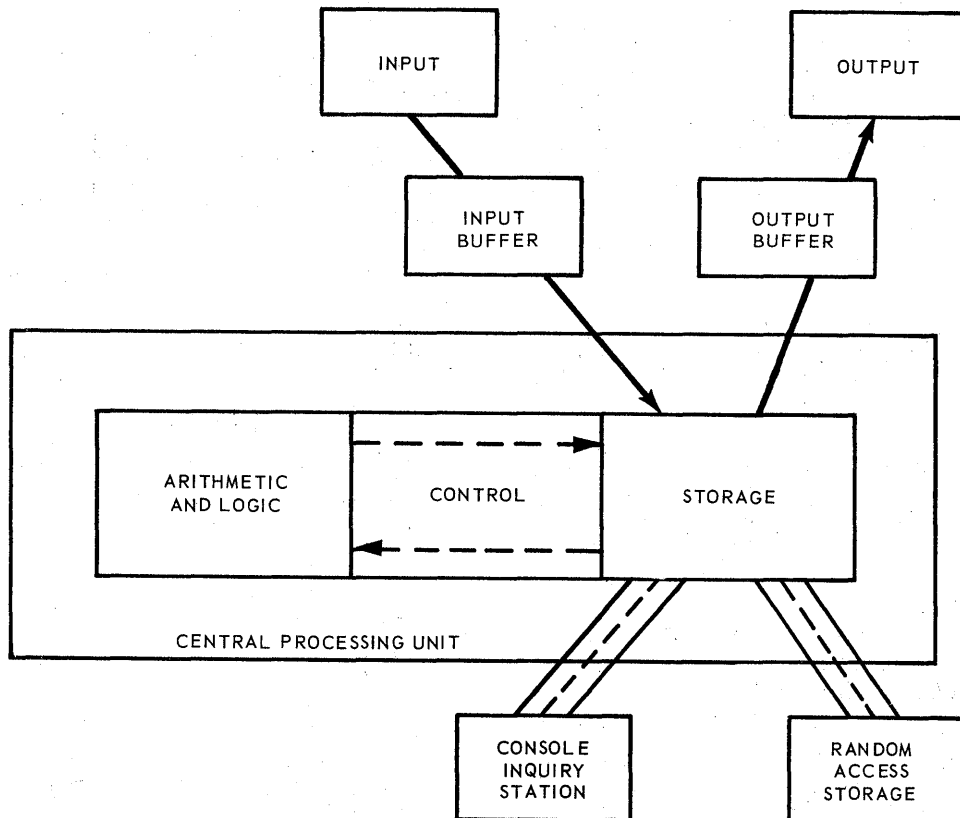 INPUT
OUTPUT
INPUT
BUFFER
OUTPUT
BUFFER
ARITHMETIC
AND LOGIC
CONTROL
STORAGE
CENTRAL PROCESSING UNIT
CONSOLE
INQUIRY
STATION
RANDOM
ACCESS
STORAGE